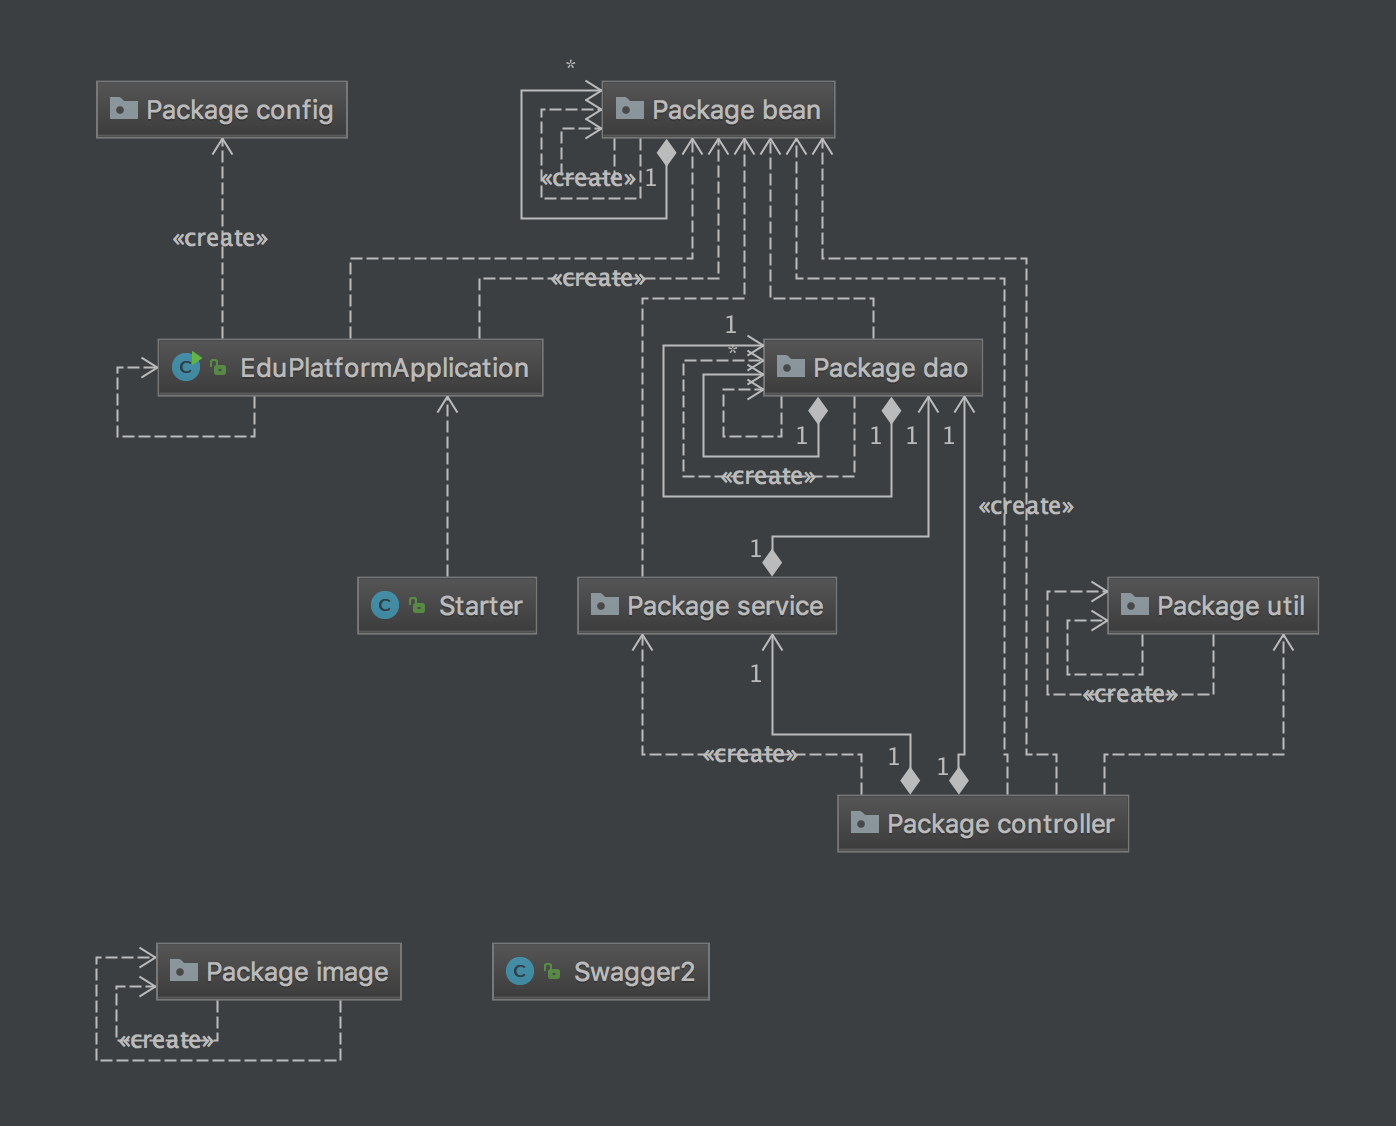 *
Package config
Package bean
«create»
1
«create»
«create»
1
*
EduPlatformApplication
Package dao
1
1
1
1
«create»
«create»
1
Starter
Package service
Package util
1
«create»
«create»
1
1
Package controller
Package image
Swagger2
«create»